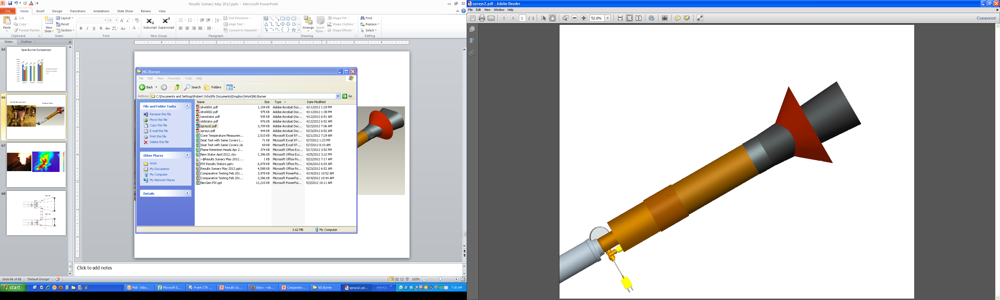 Results Sumary May 2012.pptx - Microsoft PowerPoint
File Home Insert Design Transitions Animations Slide Show Review View
Paste
Cut
Copy
Format Painter
Clipboard
New Slide
Layout
Reset
Section
Slides
18
B I U S abc AV Aa A
Font
Subscript Superscript
New Group
Text Direction
Align Text
Convert to SmartArt
Paragraph
Arrange
Quick Styles
Shape Fill
Shape Outline
Shape Effects
Drawing
Find
Replace
Select
Editing
Slides Outline
65
Seat Burner Comparison
66
67
68
NG Burner
File Edit View Favorites Tools Help
Back Search Folders
Address C:\Documents and Settings\Robert Ochs\My Documents\Dropbox\Work\NG Burner Go
File and Folder Tasks
Rename this file
Move this file
Copy this file
E-mail this file
Print this file
Delete this file
Other Places
Work
My Documents
My Computer
My Network Places
Details
Name Size Type Date Modified
drw0001.pdf 1,104 KB Adobe Acrobat Doc... 4/11/2012 1:29 PM
drw0002.pdf 975 KB Adobe Acrobat Doc... 4/11/2012 1:38 PM
newstator.pdf 935 KB Adobe Acrobat Doc... 4/12/2012 6:51 AM
oldstator.pdf 976 KB Adobe Acrobat Doc... 4/12/2012 6:52 AM
sprays2.pdf 3,709 KB Adobe Acrobat Doc... 5/23/2012 7:06 AM
sprays.pdf 444 KB Adobe Acrobat Doc... 5/23/2012 6:52 AM
Cone Temperature Measurem... 2,510 KB Microsoft Excel 97-... 5/21/2012 7:29 AM
Seat Test with Same Covers (... 71 KB Microsoft Excel 97-... 5/7/2012 1:23 PM
Seat Test with Same Covers.xls 69 KB Microsoft Excel 97-... 5/7/2012 8:10 AM
Flame Retention Heads Apr 2... 374 KB Microsoft Office Exc... 5/17/2012 3:52 PM
New Stator April 2012.xlsx 1,396 KB Microsoft Office Exc... 4/25/2012 3:22 PM
~$Results Sumary May 2012.... 1 KB Microsoft Office Po... 5/22/2012 7:17 AM
PIV Results Stators.pptx 6,078 KB Microsoft Office Po... 4/26/2012 6:03 AM
Results Sumary May 2012.pptx 4,588 KB Microsoft Office Po... 5/23/2012 6:52 AM
Comparative Testing Feb 201... 3,978 KB Microsoft PowerPoi... 4/19/2012 10:52 AM
Comparative Testing Feb 201... 3,386 KB Microsoft PowerPoi... 4/19/2012 10:44 AM
NexGen PIV.ppt 12,210 KB Microsoft PowerPoi... 5/3/2012 10:11 AM
3.62 MB My Computer
Click to add notes
Slide 66 of 68 "Default Design" 103%
start Mail - Inbo... Microsoft E... Frank CTR ... Results Su... Inbox - rob... Comparativ... NG Burner sprays2.pd... AAR422 7:00 AM
sprays2.pdf - Adobe Reader
File Edit View Window Help
1 / 1 52.8% Comment